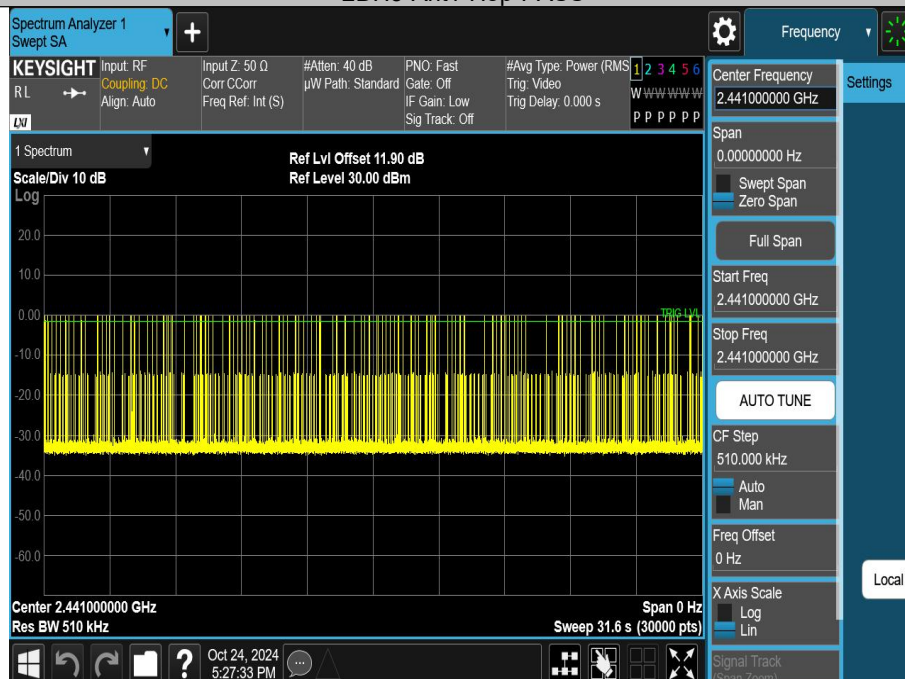 Spectrum Analyzer 1
Swept SA
Frequency
KEYSIGHT
RL
LXI
Input: RF
Coupling: DC
Align: Auto
Input Z: 50 Ω
Corr CCorr
Freq Ref: Int (S)
#Atten: 40 dB
µW Path: Standard
PNO: Fast
Gate: Off
IF Gain: Low
Sig Track: Off
#Avg Type: Power (RMS
Trig: Video
Trig Delay: 0.000 s
1 2 3 4 5 6
W W W W W W
P P P P P P
1 Spectrum
Scale/Div 10 dB
Log
Ref Lvl Offset 11.90 dB
Ref Level 30.00 dBm
20.0
10.0
0.00
TRIG LVL
-10.0
-20.0
-30.0
-40.0
-50.0
-60.0
Center 2.441000000 GHz
Res BW 510 kHz
Span 0 Hz
Sweep 31.6 s (30000 pts)
?
Oct 24, 2024
5:27:33 PM
Center Frequency
2.441000000 GHz
Settings
Span
0.00000000 Hz
Swept Span
Zero Span
Full Span
Start Freq
2.441000000 GHz
Stop Freq
2.441000000 GHz
AUTO TUNE
CF Step
510.000 kHz
Auto
Man
Freq Offset
0 Hz
Local
X Axis Scale
Log
Lin
Signal Track
(Span Zoom)